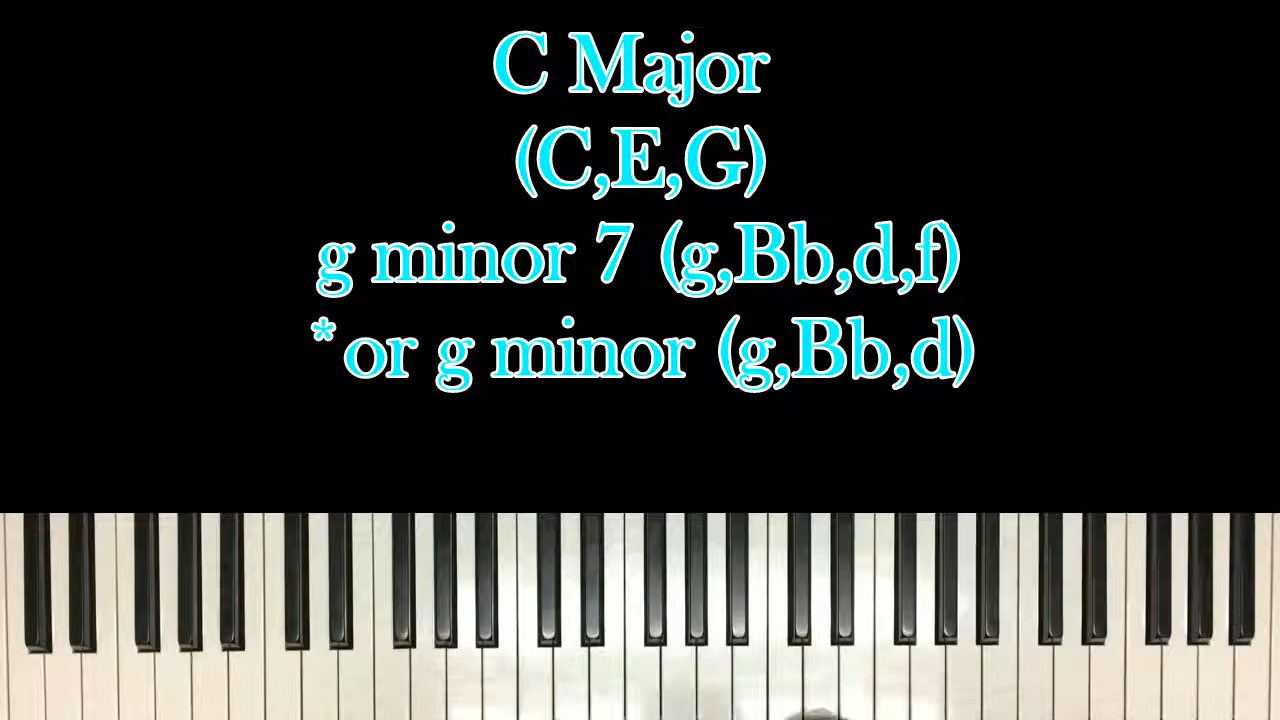 C Major
(C,E,G)
g minor 7 (g,Bb,d,f)
*or g minor (g,Bb,d)